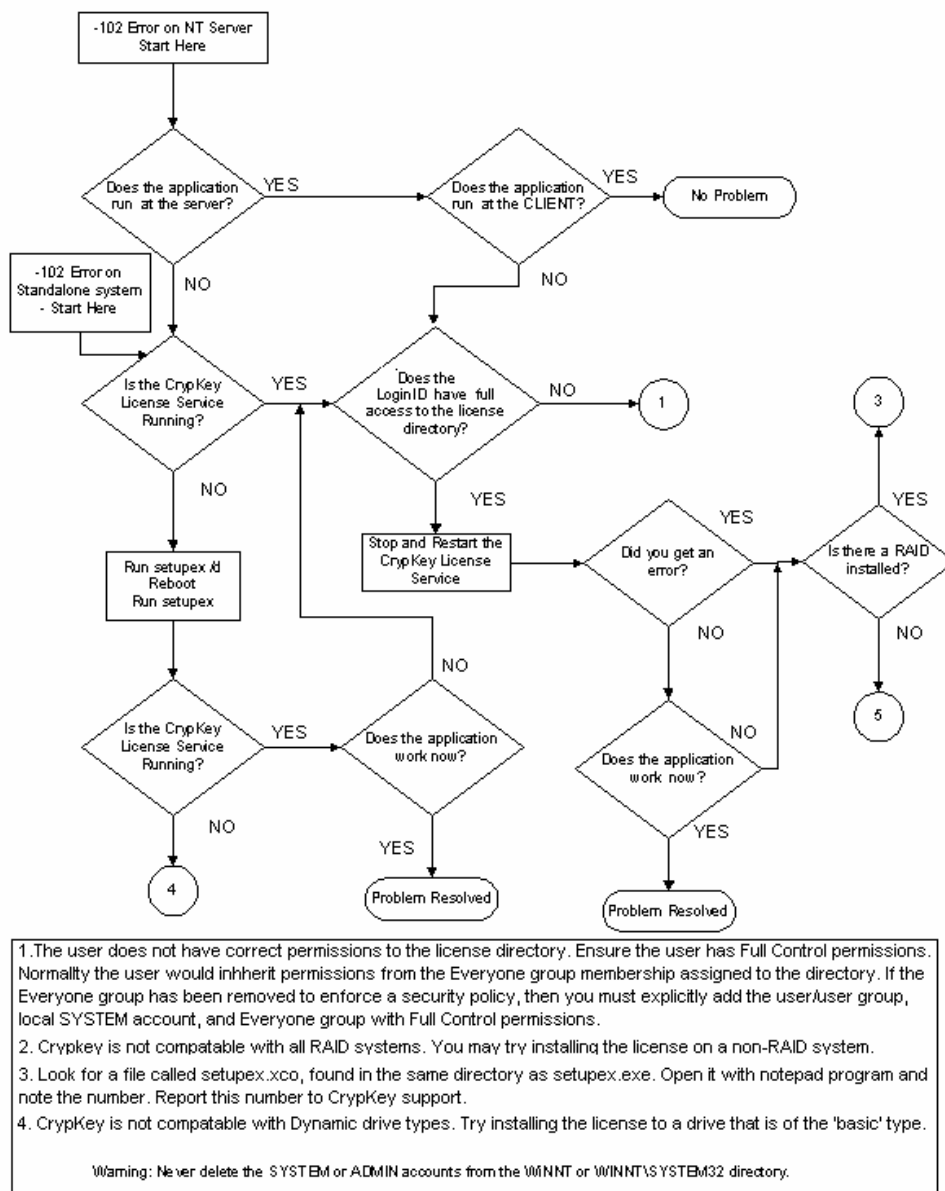 -102 Error on NT Server
Start Here
Does the application
run at the server?
YES
Does the application
run at the CLIENT?
YES
No Problem
NO
NO
-102 Error on
Standalone system
- Start Here
Is the CrypKey
License Service
Running?
YES
Does the
LoginID have full
access to the license
directory?
NO
1
3
NO
YES
YES
YES
Run setupex /d
Reboot
Run setupex
Stop and Restart the
CrypKey License
Service
Did you get an
error?
Is there a RAID
installed?
NO
NO
NO
5
Is the CrypKey
License Service
Running?
YES
Does the application
work now?
NO
Does the application
work now?
NO
YES
YES
4
Problem Resolved
Problem Resolved
1.The user does not have correct permissions to the license directory. Ensure the user has Full Control permissions.
Normallty the user would inhherit permissions from the Everyone group membership assigned to the directory. If the
Everyone group has been removed to enforce a security policy, then you must explicitly add the user/user group,
local SYSTEM account, and Everyone group with Full Control permissions.
2. Crypkey is not compatable with all RAID systems. You may try installing the license on a non-RAID system.
3. Look for a file called setupex.xco, found in the same directory as setupex.exe. Open it with notepad program and
note the number. Report this number to CrypKey support.
4. CrypKey is not compatable with Dynamic drive types. Try installing the license to a drive that is of the 'basic' type.
Warning: Never delete the SYSTEM or ADMIN accounts from the WINNT or WINNT\SYSTEM32 directory.